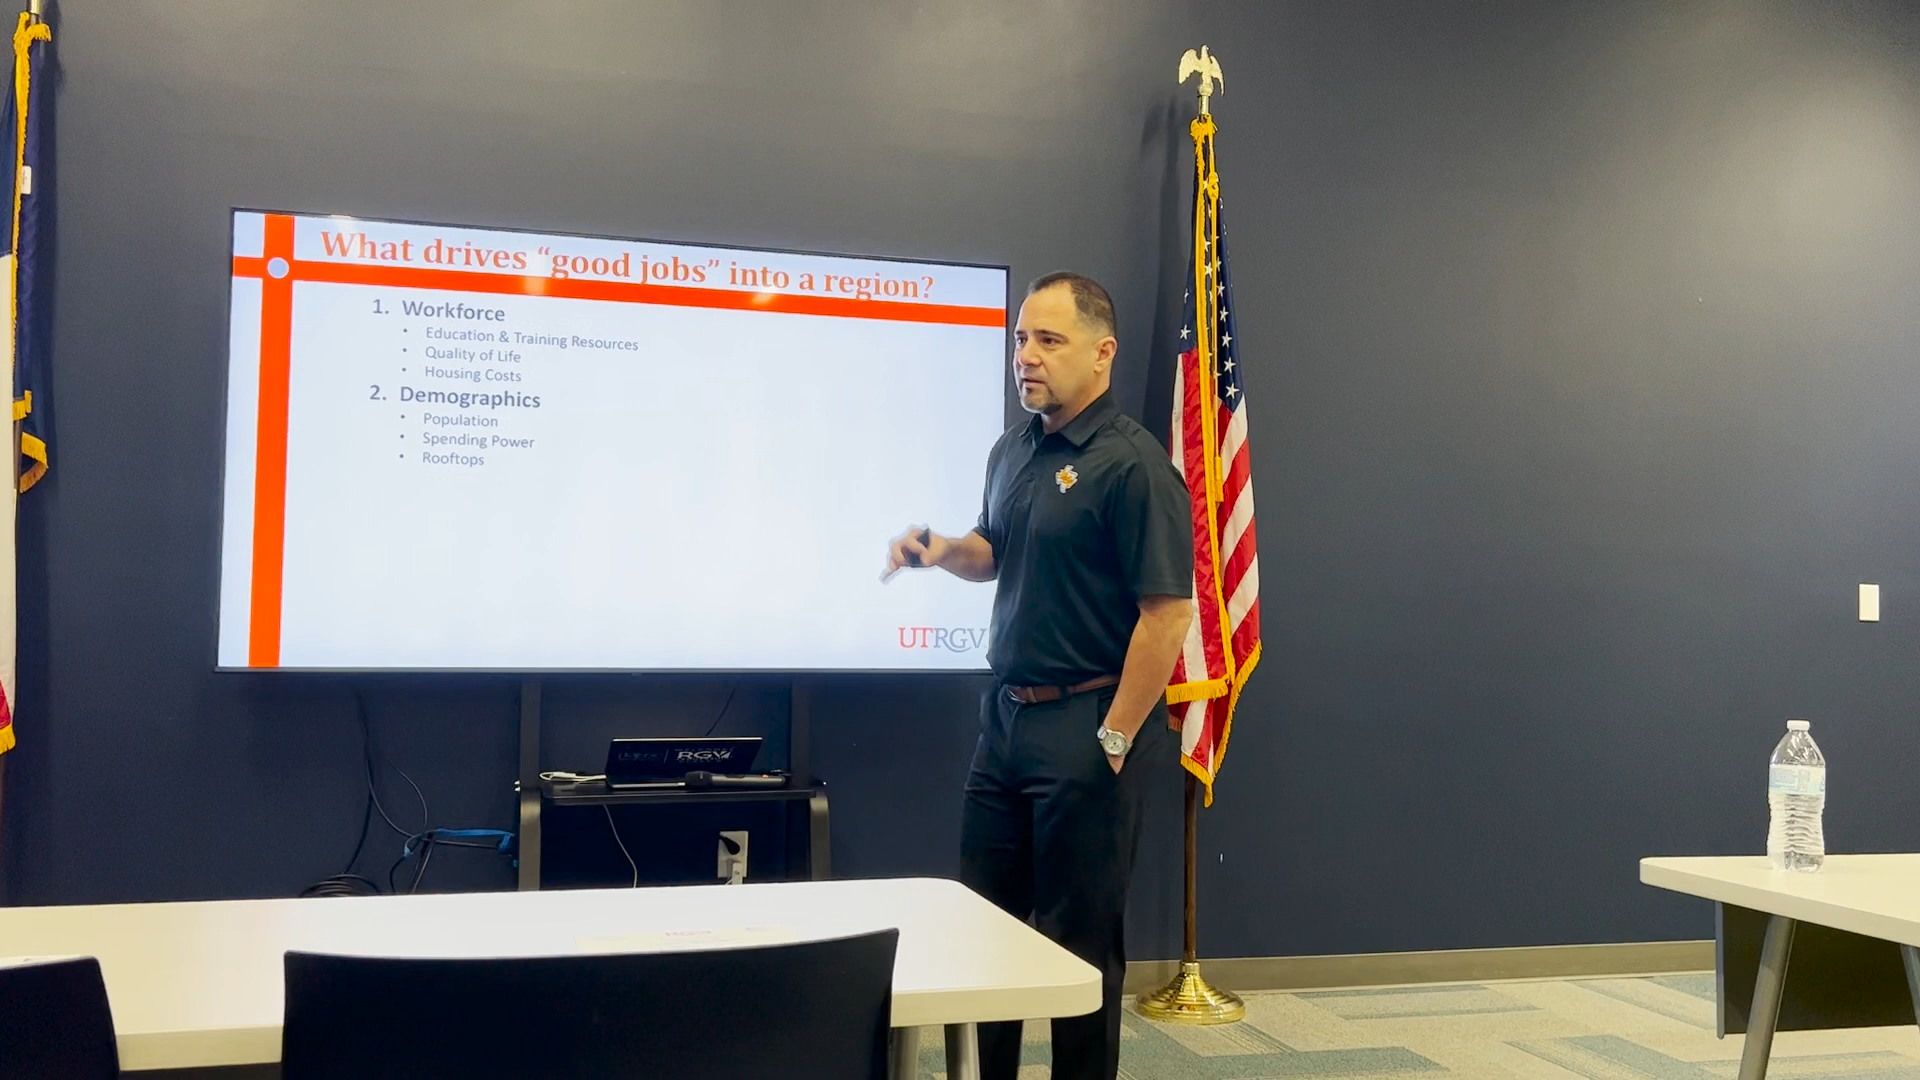 What drives “good jobs” into a region?
1. Workforce
• Education & Training Resources
• Quality of Life
• Housing Costs
2. Demographics
• Population
• Spending Power
• Rooftops
UTRGV
RGV